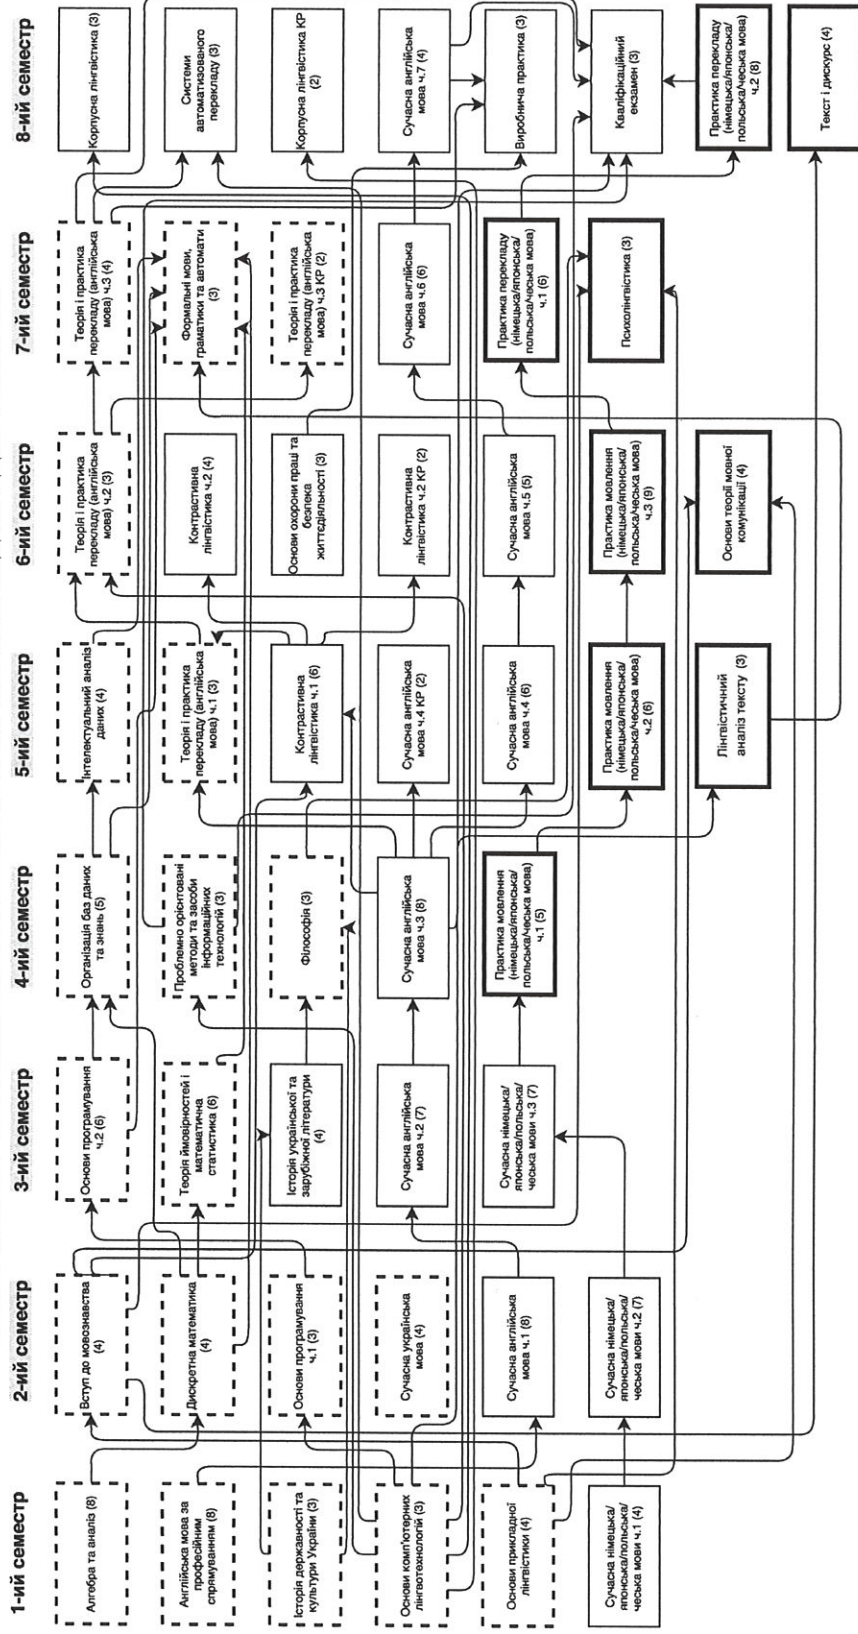 1-ий семестр
Алгебра та аналіз (8)
Англійська мова за
професійним
спрямуванням (8)
Історія державності та
культури України (3)
Основи комп'ютерних
лінгвотехнологій (3)
Основи прикладної
лінгвістики (4)
Сучасна німецька/
японська/польська/
чеська мови ч.1 (4)
2-ий семестр
Вступ до мовознавства
(4)
Дискретна математика
(4)
Основи програмування
ч.1 (3)
Сучасна українська
мова (4)
Сучасна англійська
мова ч.1 (8)
Сучасна німецька/
японська/польська/
чеська мови ч.2 (7)
3-ий семестр
Основи програмування
ч.2 (6)
Теорія ймовірностей і
математична
статистика (6)
Історія української та
зарубіжної літератури
(4)
Сучасна англійська
мова ч.2 (7)
Сучасна німецька/
японська/польська/
чеська мови ч.3 (7)
4-ий семестр
Організація баз даних
та знань (5)
Проблемно орієнтовані
методи та засоби
інформаційних
технологій (3)
Філософія (3)
Сучасна англійська
мова ч.3 (8)
Практика мовлення
(німецька/японська/
польська/чеська мова)
ч.1 (5)
5-ий семестр
Інтелектуальний аналіз
даних (4)
Теорія і практика
перекладу (англійська
мова) ч.1 (3)
Контрастивна
лінгвістика ч.1 (6)
Сучасна англійська
мова ч.4 КР (2)
Сучасна англійська
мова ч.4 (6)
Практика мовлення
(німецька/японська/
польська/чеська мова)
ч.2 (6)
Лінгвістичний
аналіз тексту (3)
6-ий семестр
Теорія і практика
перекладу (англійська
мова) ч.2 (3)
Контрастивна
лінгвістика ч.2 (4)
Основи охорони праці та
безпека
життєдіяльності (3)
Контрастивна
лінгвістика ч.2 КР (2)
Сучасна англійська
мова ч.5 (5)
Практика мовлення
(німецька/японська/
польська/чеська мова)
ч.3 (9)
Основи теорії мовної
комунікації (4)
7-ий семестр
Теорія і практика
перекладу (англійська
мова) ч.3 (4)
Формальні мови,
граматики та автомати
(3)
Теорія і практика
перекладу (англійська
мова) ч.3 КР (2)
Сучасна англійська
мова ч.6 (6)
Практика перекладу
(німецька/японська/
польська/чеська мова)
ч.1 (6)
Психолінгвістика (3)
8-ий семестр
Корпусна лінгвістика (3)
Системи
автоматизованого
перекладу (3)
Корпусна лінгвістика КР
(2)
Сучасна англійська
мова ч.7 (4)
Виробнича практика (3)
Кваліфікаційний
екзамен (3)
Практика перекладу
(німецька/японська/
польська/чеська мова)
ч.2 (8)
Текст і дискурс (4)